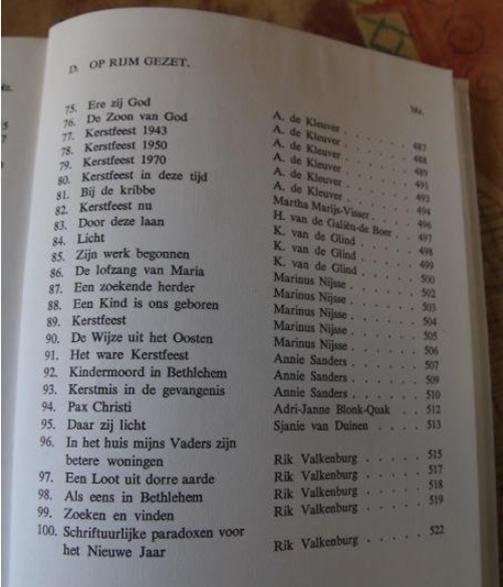 D. OP RIJM GEZET.
blz.
75. Ere zij God A. de Kleuver . . . . . . 487
76. De Zoon van God A. de Kleuver . . . . . . 488
77. Kerstfeest 1943 A. de Kleuver . . . . . . 489
78. Kerstfeest 1950 A. de Kleuver . . . . . . 491
79. Kerstfeest 1970 A. de Kleuver . . . . . . 493
80. Kerstfeest in deze tijd A. de Kleuver . . . . . . 494
81. Bij de kribbe Martha Marijs-Visser . . . . 496
82. Kerstfeest nu H. van de Galiën-de Boer . . 497
83. Door deze laan K. van de Glind . . . . . 498
84. Licht K. van de Glind . . . . . 499
85. Zijn werk begonnen K. van de Glind . . . . . 500
86. De lofzang van Maria Marinus Nijsse . . . . . . 502
87. Een zoekende herder Marinus Nijsse . . . . . . 503
88. Een Kind is ons geboren Marinus Nijsse . . . . . . 504
89. Kerstfeest Marinus Nijsse . . . . . . 505
90. De Wijze uit het Oosten Marinus Nijsse . . . . . . 506
91. Het ware Kerstfeest Annie Sanders . . . . . . 507
92. Kindermoord in Bethlehem Annie Sanders . . . . . . 509
93. Kerstmis in de gevangenis Annie Sanders . . . . . . 510
94. Pax Christi Adri-Janne Blonk-Quak . . 512
95. Daar zij licht Sjanie van Duinen . . . . 513
96. In het huis mijns Vaders zijn
betere woningen Rik Valkenburg . . . . . 515
97. Een Loot uit dorre aarde Rik Valkenburg . . . . . 517
98. Als eens in Bethlehem Rik Valkenburg . . . . . 518
99. Zoeken en vinden Rik Valkenburg . . . . . 519
100. Schriftuurlijke paradoxen voor
het Nieuwe Jaar Rik Valkenburg . . . . . 522